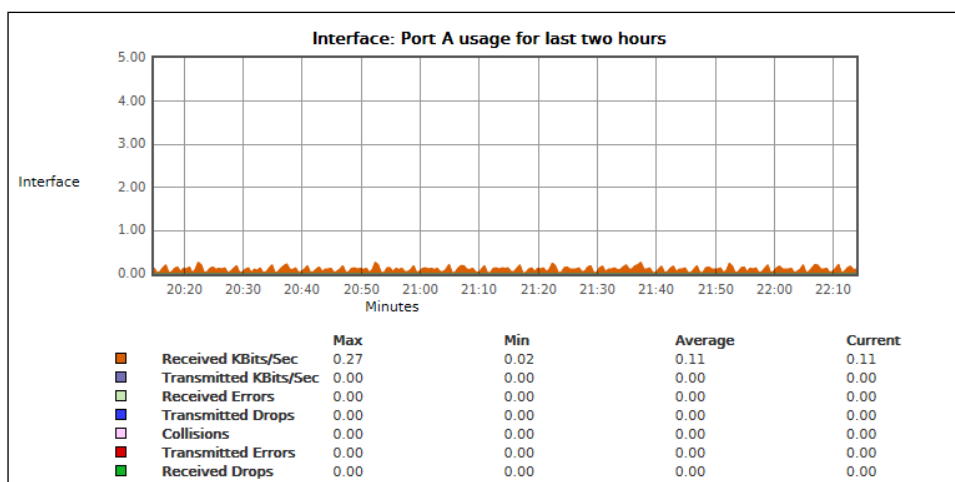 Interface: Port A usage for last two hours
5.00
4.00
3.00
Interface
2.00
1.00
0.00
20:20 20:30 20:40 20:50 21:00 21:10 21:20 21:30 21:40 21:50 22:00 22:10
Minutes
Max Min Average Current
Received KBits/Sec 0.27 0.02 0.11 0.11
Transmitted KBits/Sec 0.00 0.00 0.00 0.00
Received Errors 0.00 0.00 0.00 0.00
Transmitted Drops 0.00 0.00 0.00 0.00
Collisions 0.00 0.00 0.00 0.00
Transmitted Errors 0.00 0.00 0.00 0.00
Received Drops 0.00 0.00 0.00 0.00